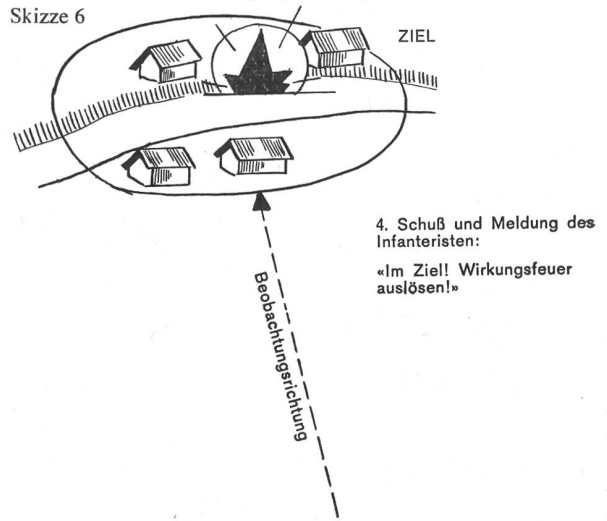 Skizze 6
ZIEL
4. Schuß und Meldung des
Infanteristen:
«Im Ziel! Wirkungsfeuer
auslösen!»
Beobachtungsrichtung